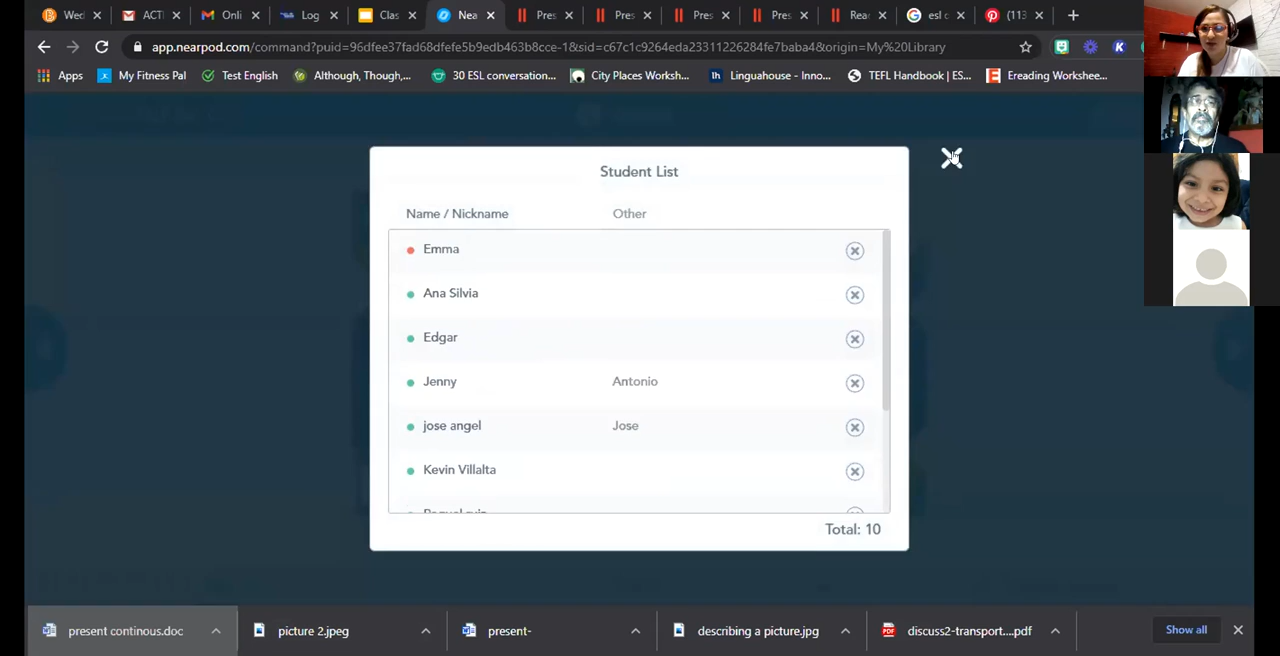 Wed
ACTI
Onli
Log
Clas
Nea
Pres
Pres
Pres
Pres
Rea
esl c
(113
app.nearpod.com/command?puid=96dfee37fad68dfefe5b9edb463b8cce-1&sid=c67c1c9264eda23311226284fe7baba4&origin=My%20Library
Apps
My Fitness Pal
Test English
Although, Though,...
30 ESL conversation...
City Places Worksh...
lh
Linguahouse - Inno...
TEFL Handbook | ES...
E
Ereading Workshee...
Student List
Name / Nickname
Other
Emma
Ana Silvia
Edgar
Jenny
Antonio
jose angel
Jose
Kevin Villalta
Total: 10
present continous.doc
picture 2.jpeg
present-
describing a picture.jpg
PDF
discuss2-transport....pdf
Show all